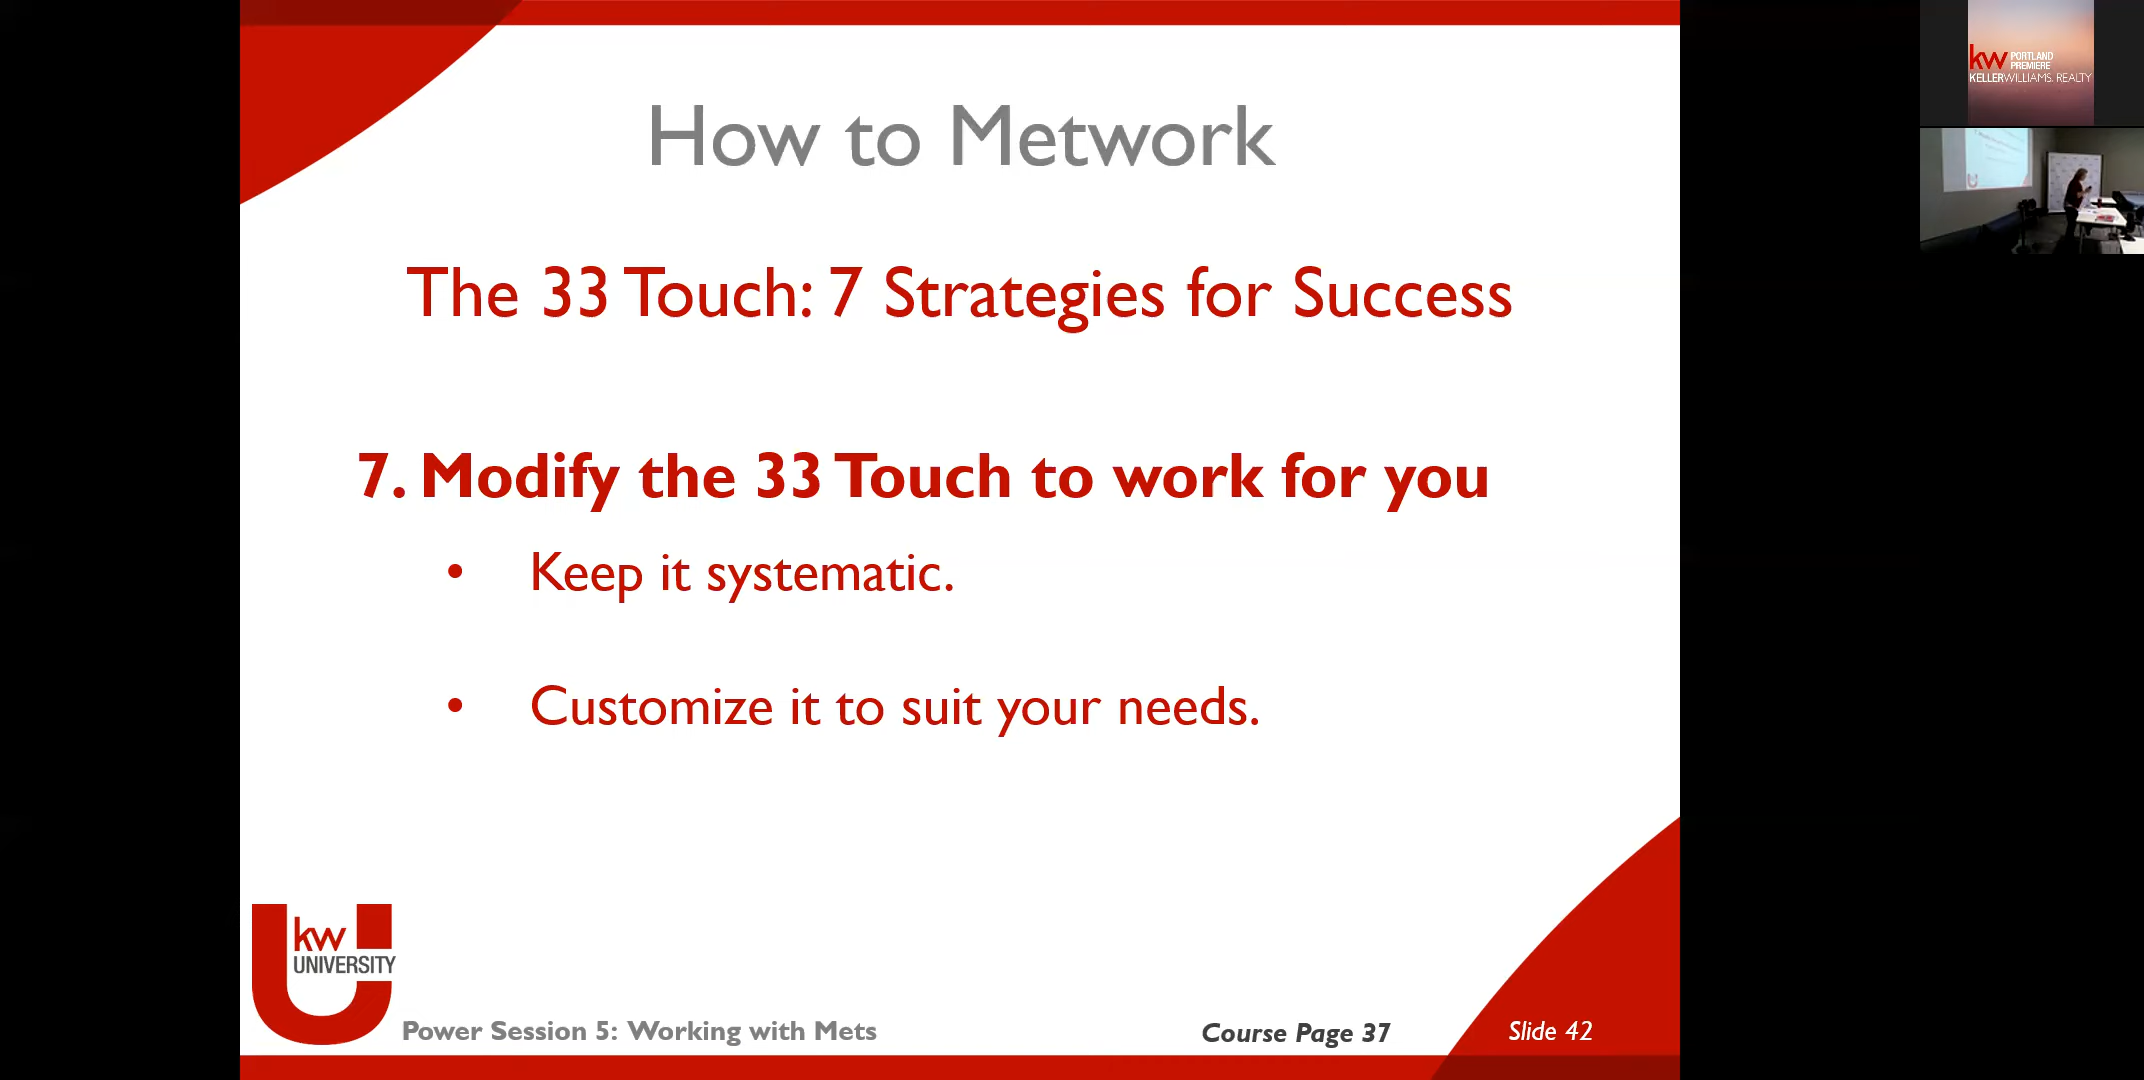 How to Metwork
The 33 Touch: 7 Strategies for Success
7. Modify the 33 Touch to work for you
• Keep it systematic.
• Customize it to suit your needs.
kw
UNIVERSITY
Power Session 5: Working with Mets
Course Page 37
Slide 42
kw PORTLAND
PREMIERE
KELLERWILLIAMS. REALTY